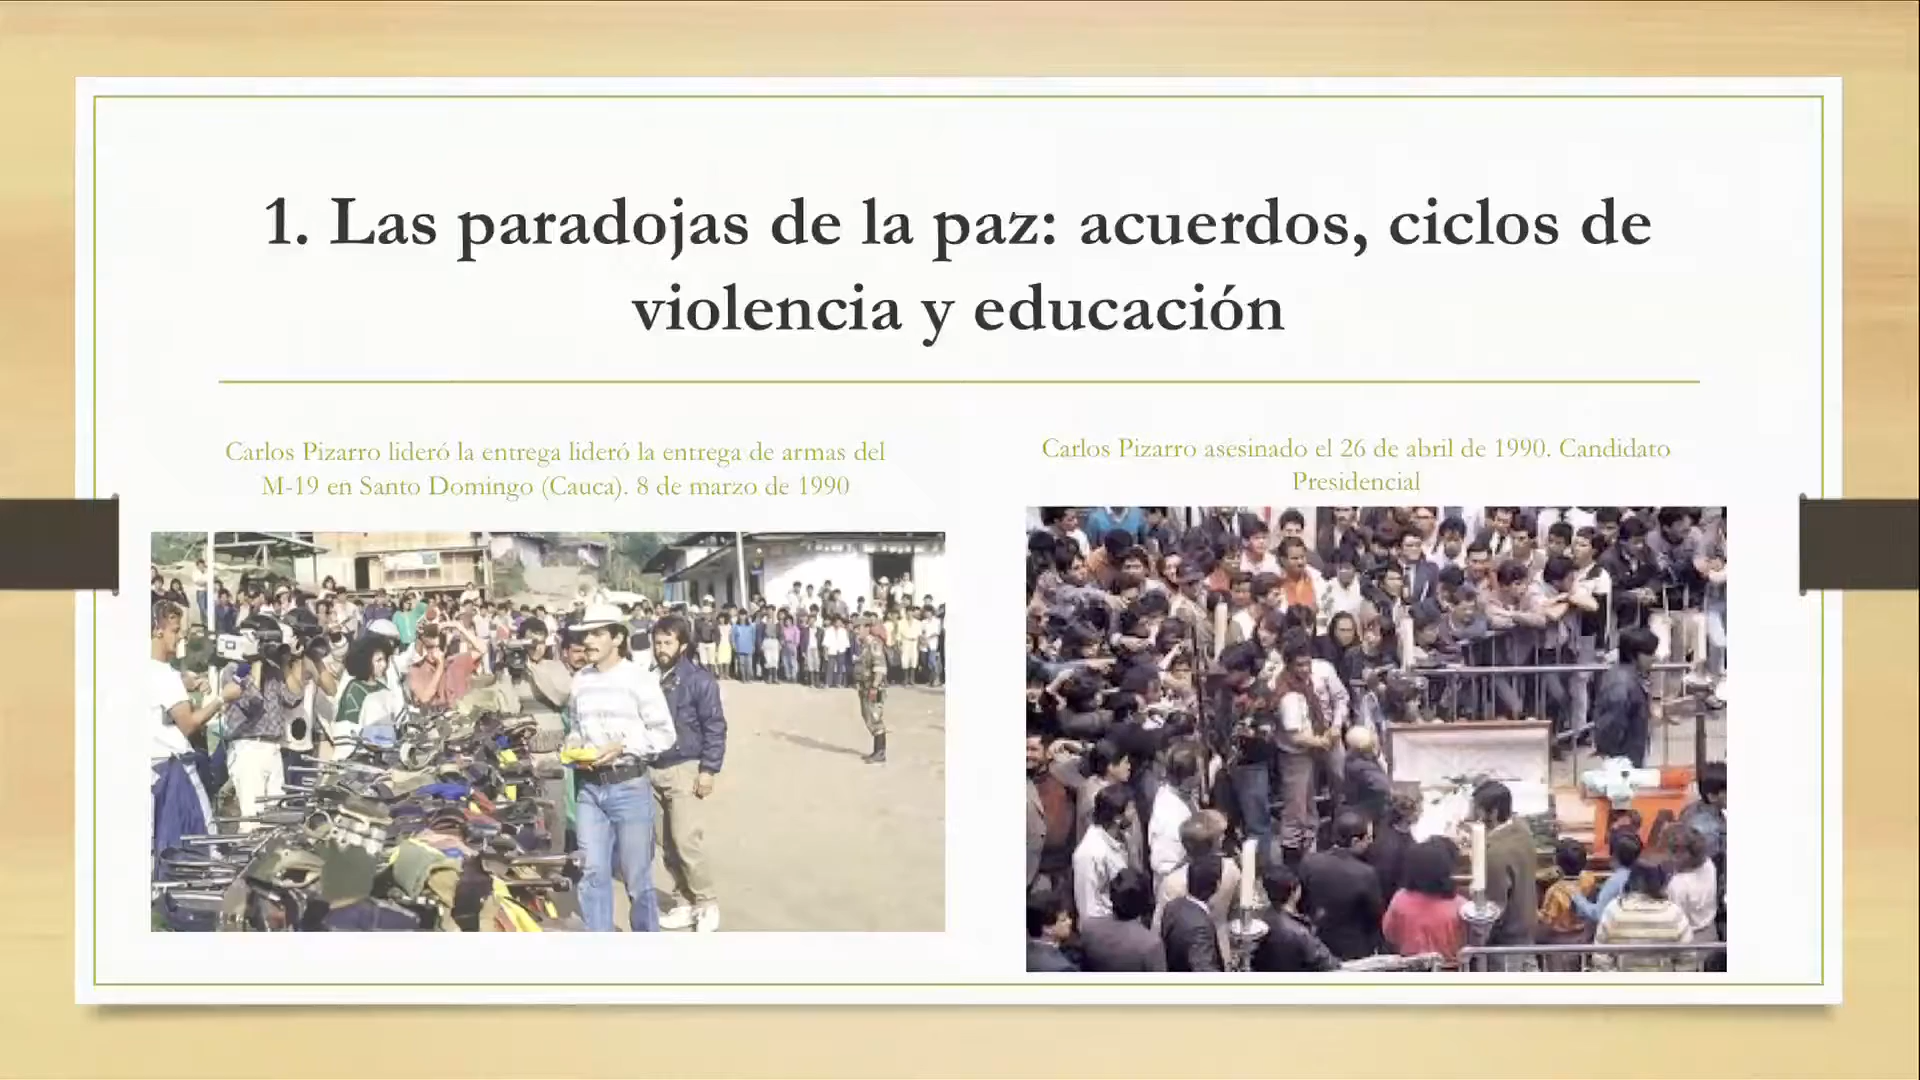 1. Las paradojas de la paz: acuerdos, ciclos de
violencia y educación
Carlos Pizarro lideró la entrega lideró la entrega de armas del
M-19 en Santo Domingo (Cauca). 8 de marzo de 1990
Carlos Pizarro asesinado el 26 de abril de 1990. Candidato
Presidencial